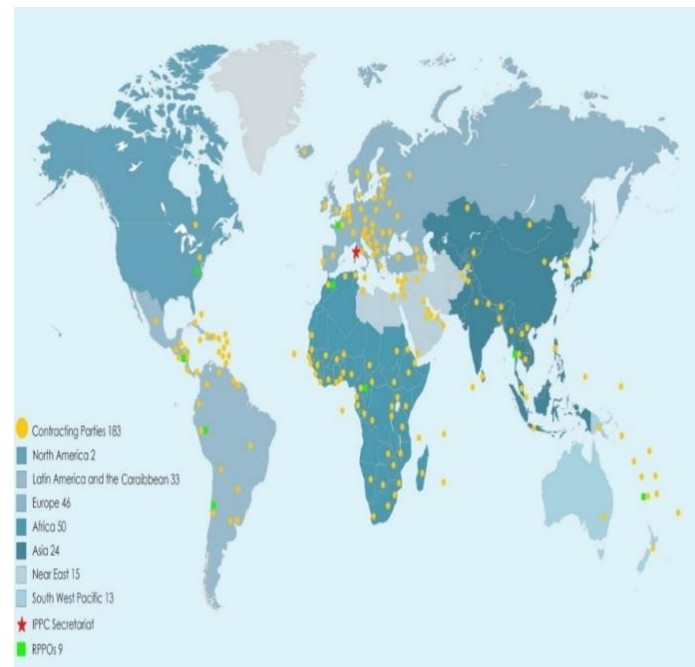 Contracting Parties 183
North America 2
Latin America and the Caraibbean 33
Europe 46
Africa 50
Asia 24
Near East 15
South West Pacific 13
IPPC Secretariat
RPPOs 9